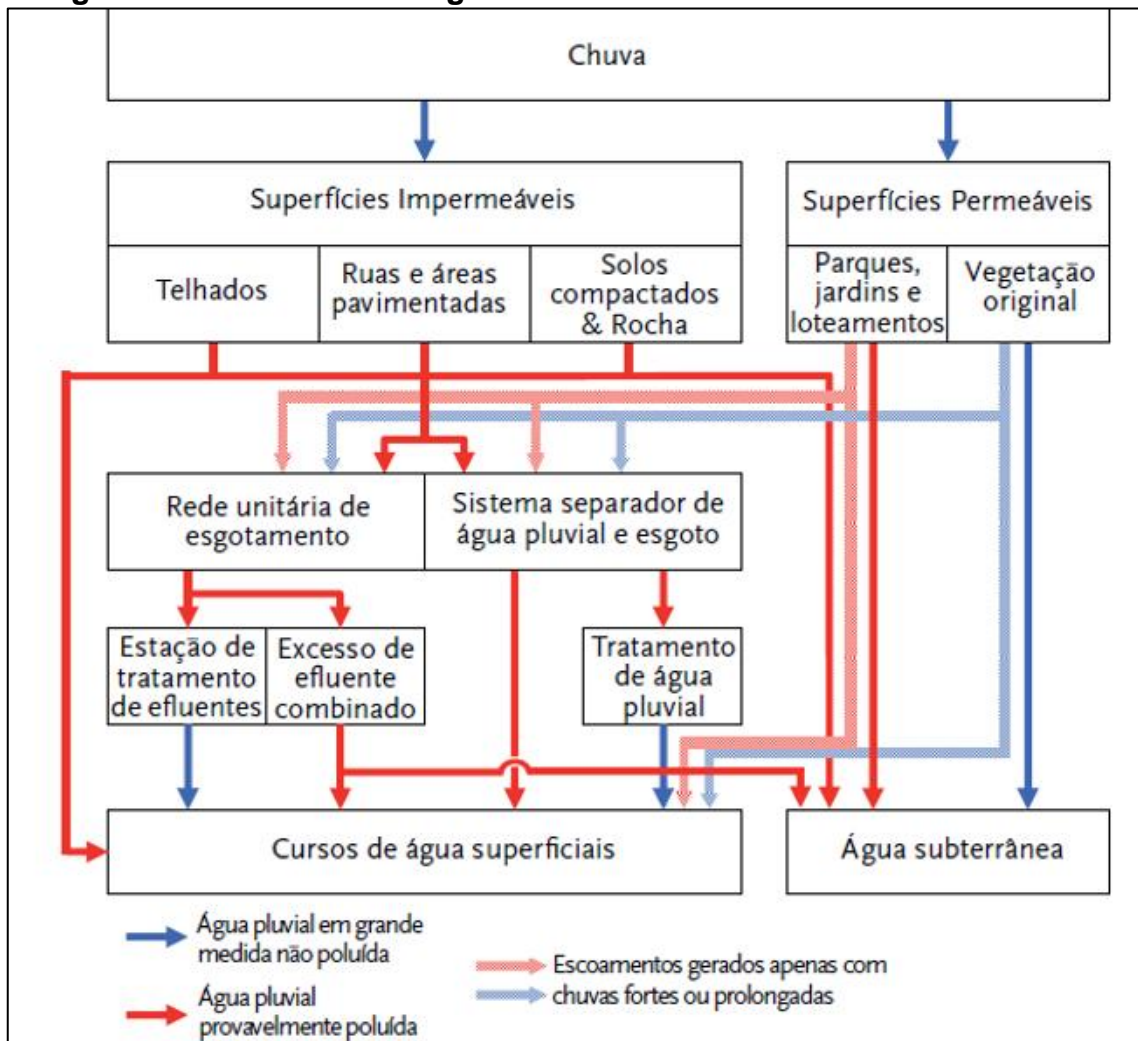 Chuva
Superfícies Impermeáveis
Superfícies Permeáveis
Telhados
Ruas e áreas
pavimentadas
Solos
compactados
& Rocha
Parques,
jardins e
loteamentos
Vegetação
original
Rede unitária de
esgotamento
Sistema separador de
água pluvial e esgoto
Estação de
tratamento
de efluentes
Excesso de
efluente
combinado
Tratamento
de água
pluvial
Cursos de água superficiais
Água subterrânea
Água pluvial em grande
medida não poluída
Água pluvial
provavelmente poluída
Escoamentos gerados apenas com
chuvas fortes ou prolongadas